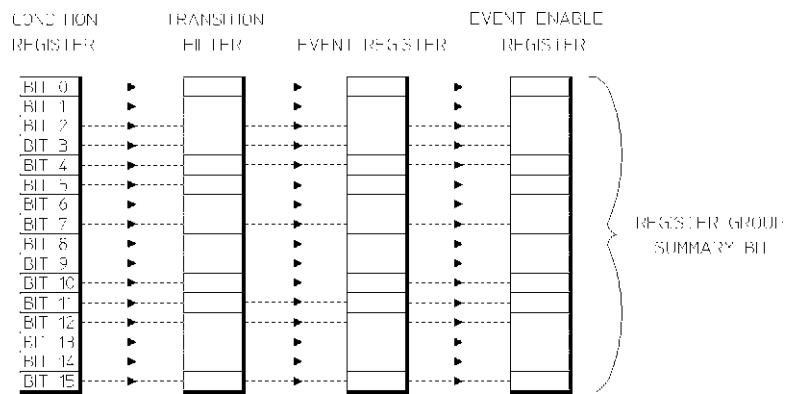 CONDITION
REGISTER
TRANSITION
FILTER
EVENT REGISTER
EVENT ENABLE
REGISTER
BIT 0
BIT 1
BIT 2
BIT 3
BIT 4
BIT 5
BIT 6
BIT 7
BIT 8
BIT 9
BIT 10
BIT 11
BIT 12
BIT 13
BIT 14
BIT 15
REGISTER GROUP
SUMMARY BIT